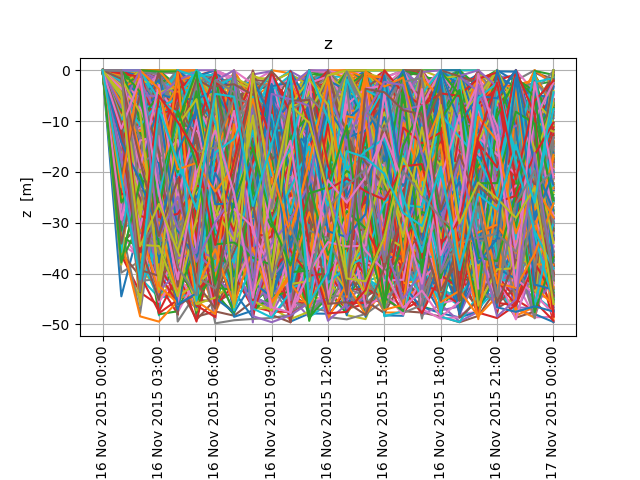 z
0
−10
−20
−30
−40
−50
z [m]
16 Nov 2015 00:00
16 Nov 2015 03:00
16 Nov 2015 06:00
16 Nov 2015 09:00
16 Nov 2015 12:00
16 Nov 2015 15:00
16 Nov 2015 18:00
16 Nov 2015 21:00
17 Nov 2015 00:00